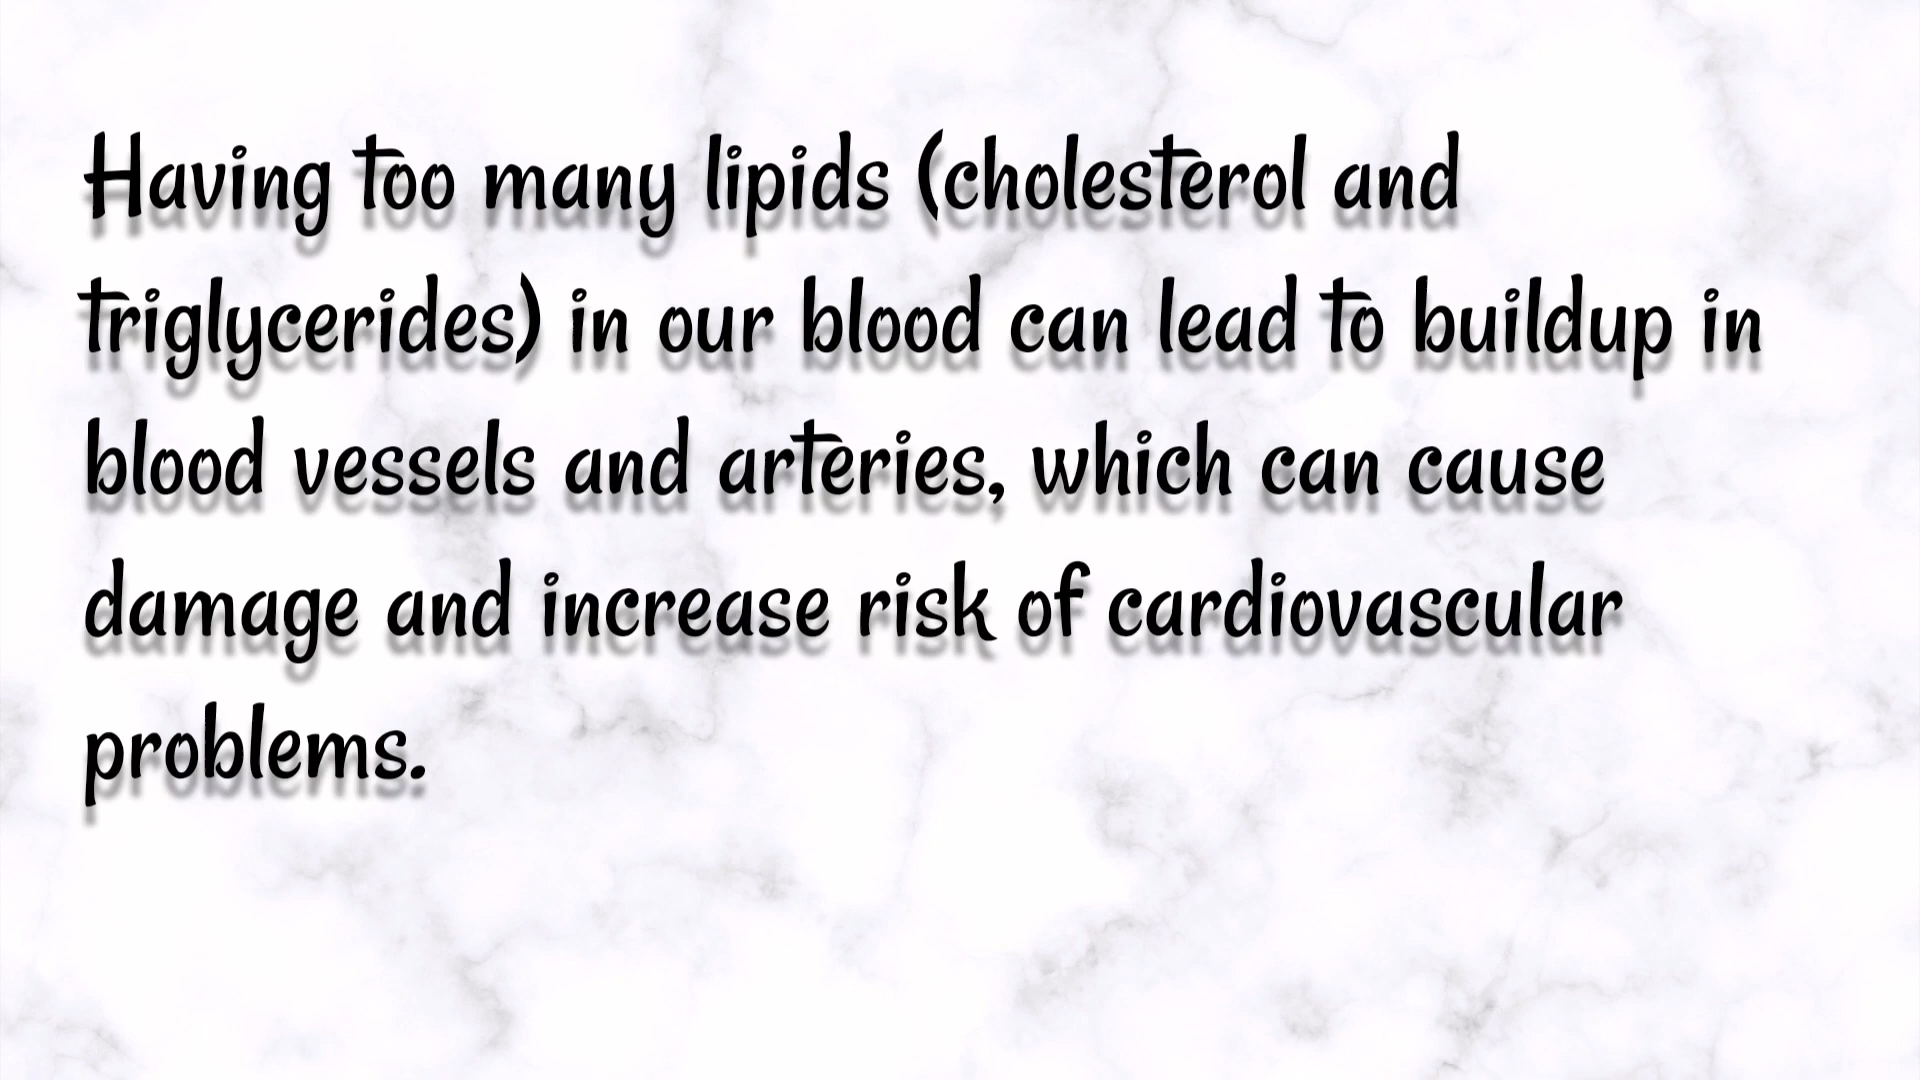 Having too many lipids (cholesterol and
triglycerides) in our blood can lead to buildup in
blood vessels and arteries, which can cause
damage and increase risk of cardiovascular
problems.